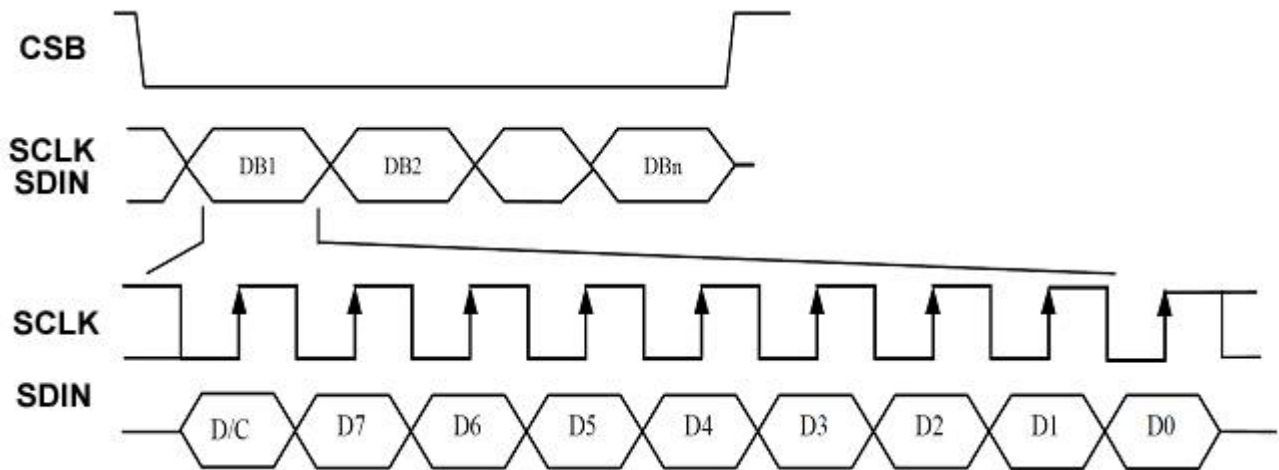 CSB
SCLK
SDIN
DB1 DB2 DBn
SCLK
SDIN
D/C D7 D6 D5 D4 D3 D2 D1 D0